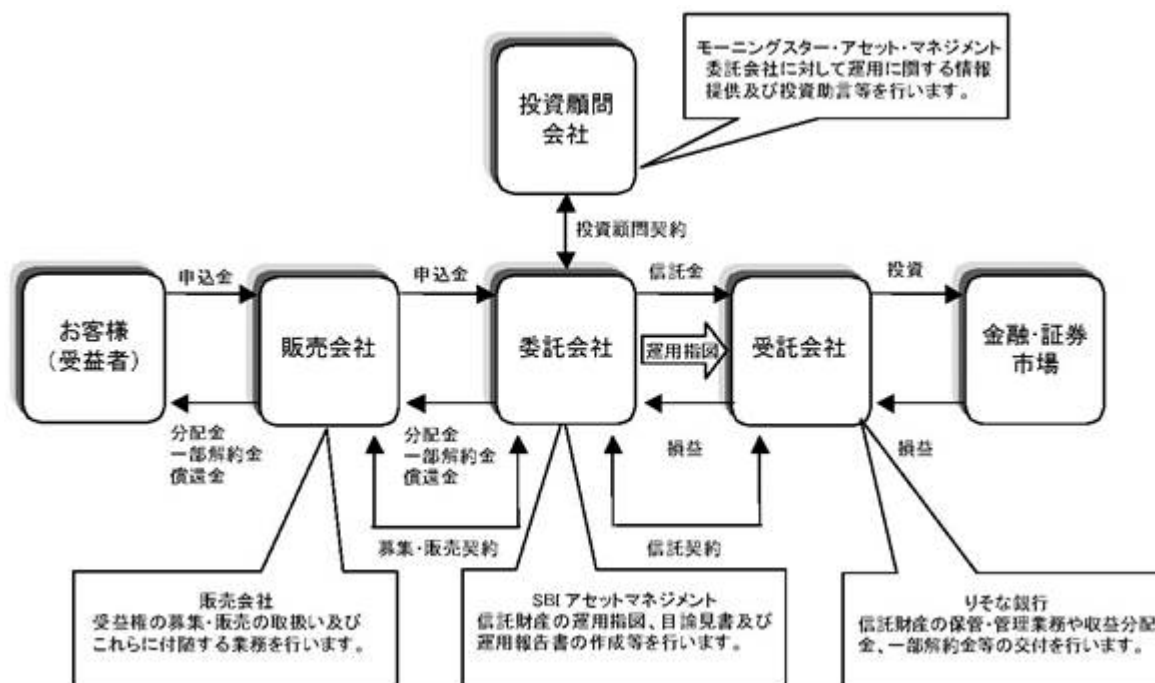 モーニングスター・アセット・マネジメント
委託会社に対して運用に関する情報
提供及び投資助言等を行います。
投資顧問
会社
投資顧問契約
申込金
申込金
信託金
投資
お客様
（受益者）
販売会社
委託会社
運用指図
受託会社
金融・証券
市場
分配金
一部解約金
償還金
分配金
一部解約金
償還金
損益
損益
募集・販売契約
信託契約
販売会社
受益権の募集・販売の取扱い及び
これらに付随する業務を行います。
SBIアセットマネジメント
信託財産の運用指図、目論見書及び
運用報告書の作成等を行います。
りそな銀行
信託財産の保管・管理業務や収益分配
金、一部解約金等の交付を行います。